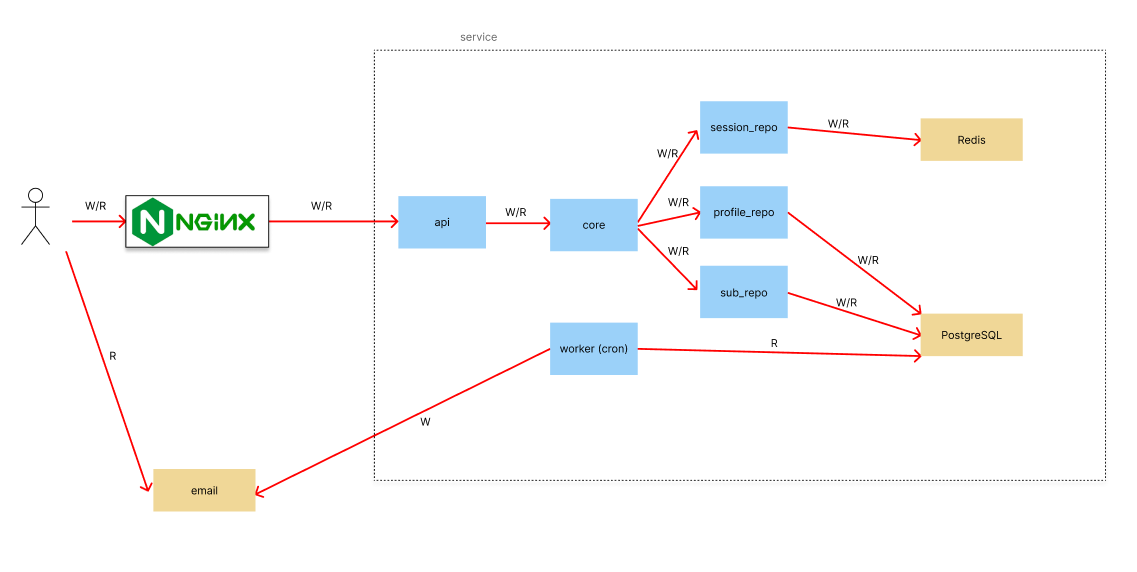 service
session_repo
W/R
Redis
W/R
W/R
NGINX
W/R
api
W/R
core
W/R
profile_repo
W/R
W/R
sub_repo
W/R
PostgreSQL
worker (cron)
R
R
W
email